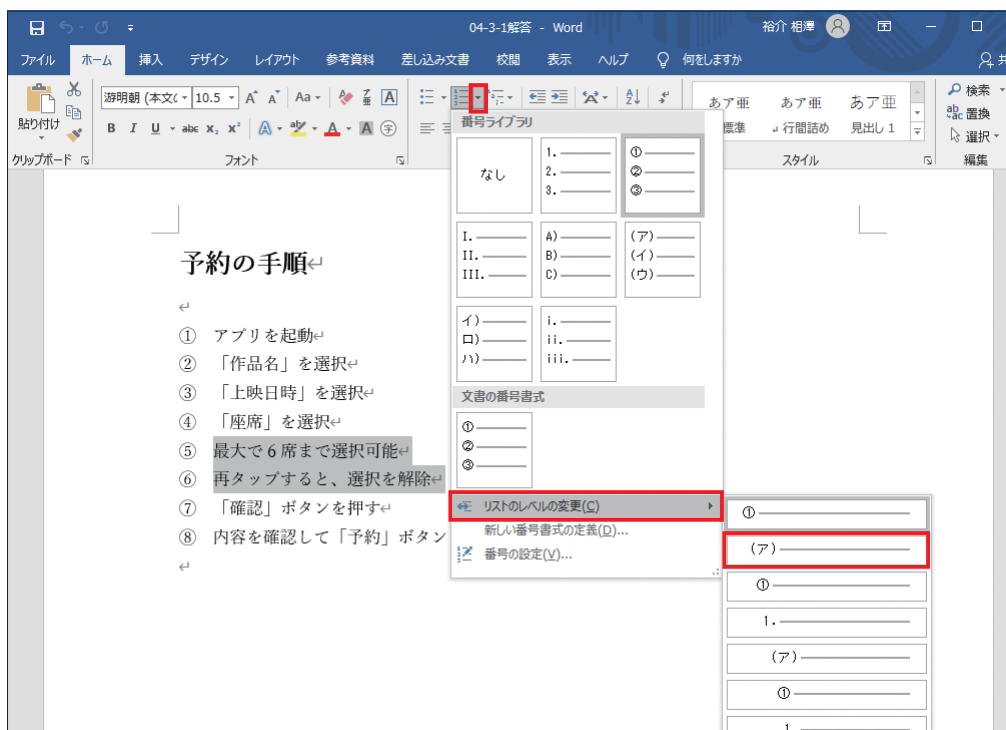 04-3-1解答 - Word
裕介 相澤
ファイル ホーム 挿入 デザイン レイアウト 参考資料 差し込み文書 校閲 表示 ヘルプ 何をしますか 共
貼り付け
クリップボード
游明朝 (本文( 10.5 A A Aa A
B I U abc x₂ x² A A A 字
フォント
あア亜 あア亜 あア亜
標準 行間詰め 見出し 1
スタイル
検索
置換
選択
編集
番号ライブラリ
なし
1.
2.
3.
①
②
③
I.
II.
III.
A)
B)
C)
(ア)
(イ)
(ウ)
イ)
ロ)
ハ)
i.
ii.
iii.
文書の番号書式
①
②
③
リストのレベルの変更(C)
新しい番号書式の定義(D)...
番号の設定(V)...
①
(ア)
①
1.
(ア)
①
1
予約の手順
① アプリを起動
② 「作品名」を選択
③ 「上映日時」を選択
④ 「座席」を選択
⑤ 最大で 6 席まで選択可能
⑥ 再タップすると、選択を解除
⑦ 「確認」ボタンを押す
⑧ 内容を確認して「予約」ボタン